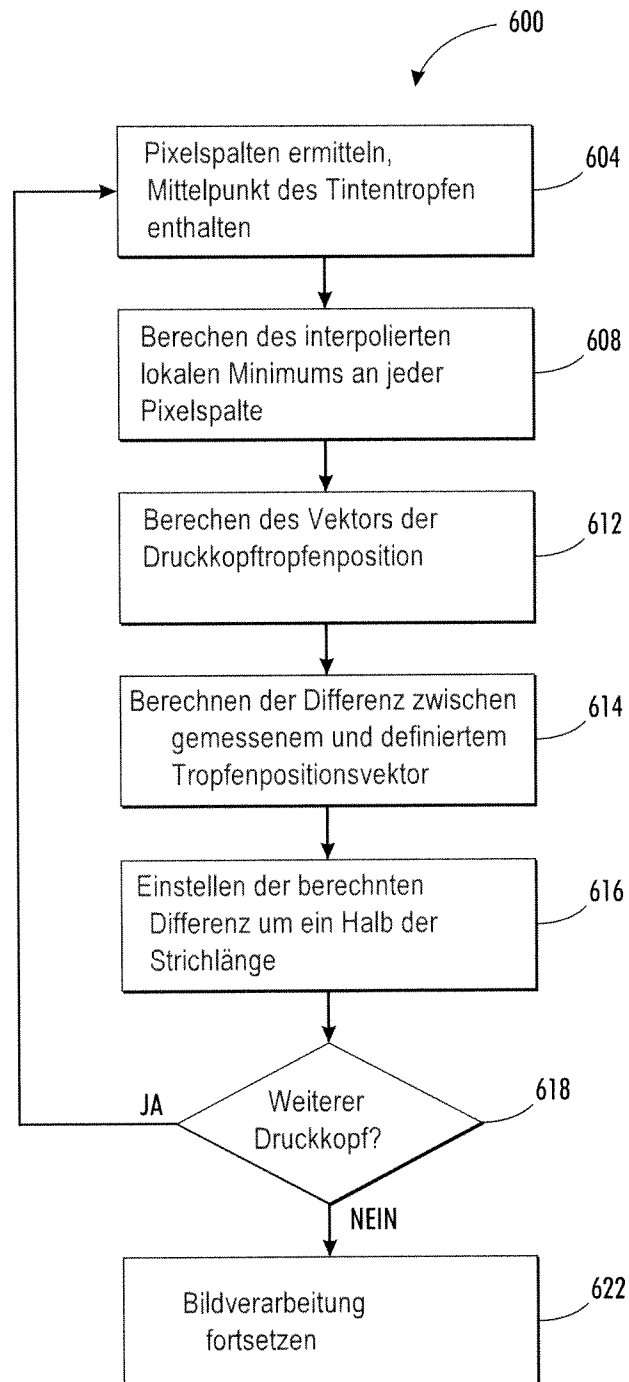 600
Pixelspalten ermitteln,
Mittelpunkt des Tintentropfen
enthalten
604
Berechen des interpolierten
lokalen Minimums an jeder
Pixelspalte
608
Berechen des Vektors der
Druckkopftropfenposition
612
Berechnen der Differenz zwischen
gemessenem und definiertem
Tropfenpositionsvektor
614
Einstellen der berechnten
Differenz um ein Halb der
Strichlänge
616
JA
Weiterer
Druckkopf?
618
NEIN
Bildverarbeitung
fortsetzen
622